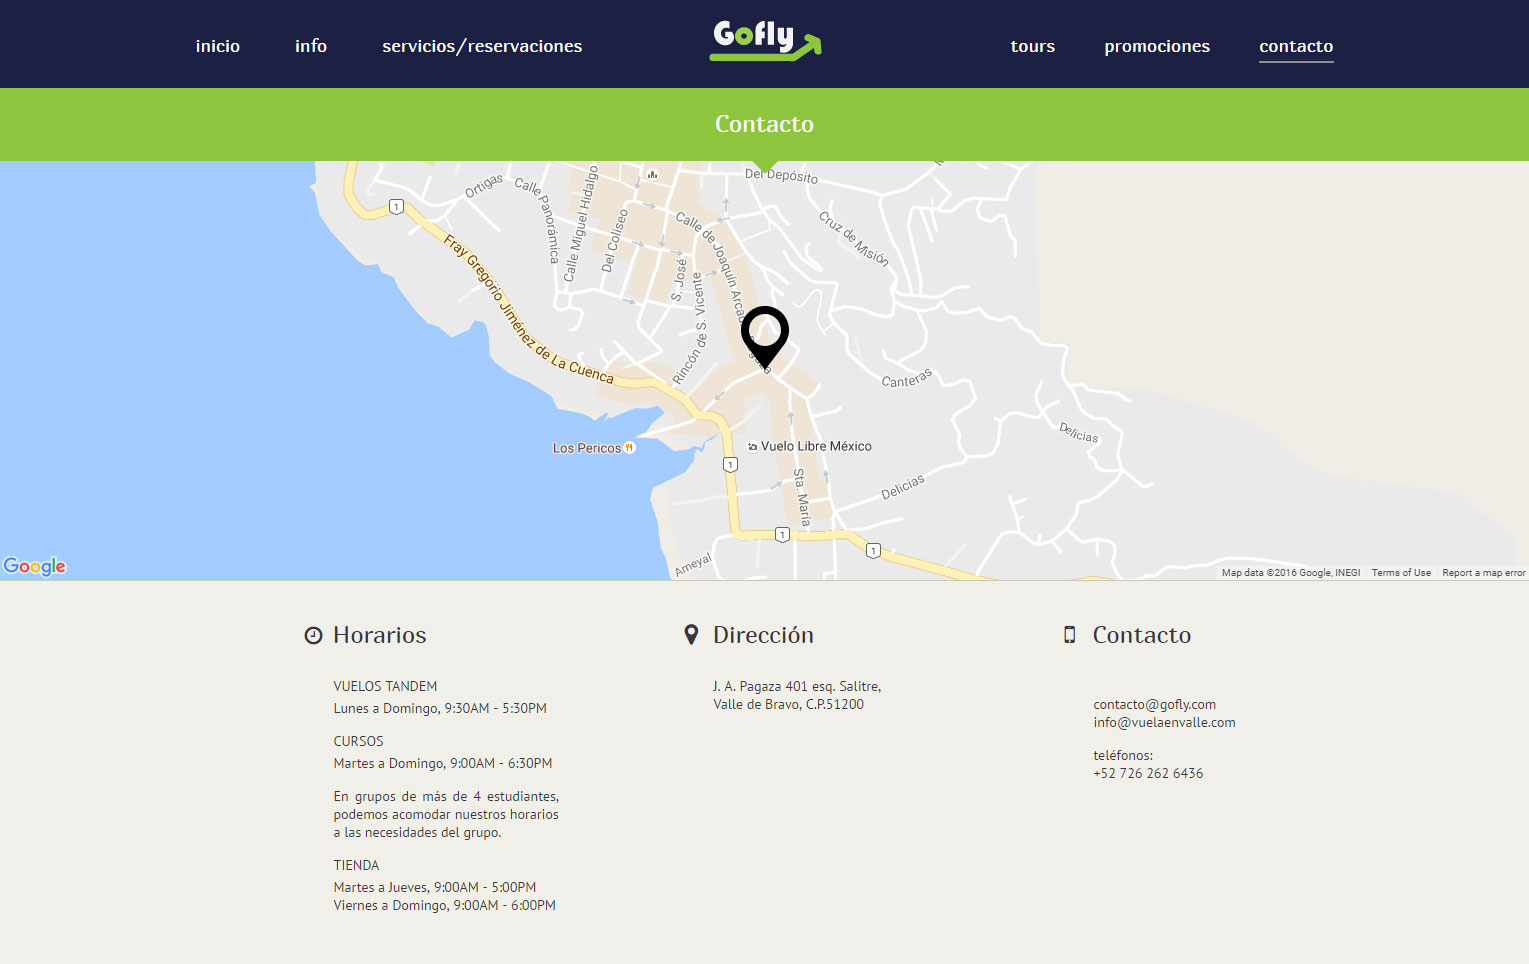 inicio
info
servicios/reservaciones
Gofly
tours
promociones
contacto
Contacto
Del Depósito
Ortigas
Calle Panorámica
Calle Miguel Hidalgo
Del Coliseo
Calle de Joaquín Arcadio
Cruz de Misión
1
Fray Gregorio Jiménez de La Cuenca
S. José
Rincón de S. Vicente
Canteras
Delicias
Los Pericos
Vuelo Libre México
1
Sta. María
Delicias
1
1
Ameyal
Google
Map data ©2016 Google, INEGI
Terms of Use
Report a map error
Horarios
VUELOS TANDEM
Lunes a Domingo, 9:30AM - 5:30PM
CURSOS
Martes a Domingo, 9:00AM - 6:30PM
En grupos de más de 4 estudiantes,
podemos acomodar nuestros horarios
a las necesidades del grupo.
TIENDA
Martes a Jueves, 9:00AM - 5:00PM
Viernes a Domingo, 9:00AM - 6:00PM
Dirección
J. A. Pagaza 401 esq. Salitre,
Valle de Bravo, C.P.51200
Contacto
contacto@gofly.com
info@vuelaenvalle.com
teléfonos:
+52 726 262 6436